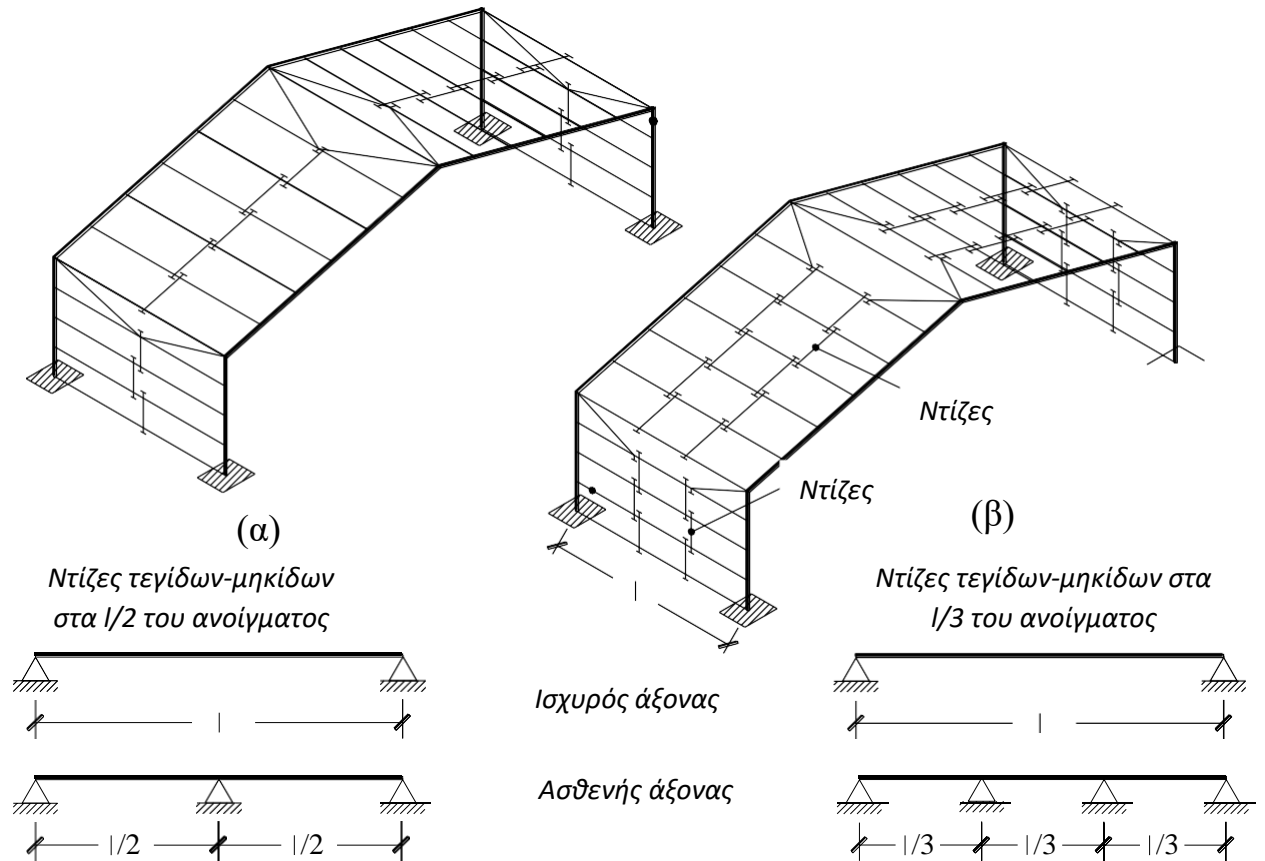 Ντίζες
Ντίζες
(α)
(β)
l
Ντίζες τεγίδων-μηκίδων
στα l/2 του ανοίγματος
Ντίζες τεγίδων-μηκίδων στα
l/3 του ανοίγματος
Ισχυρός άξονας
l
l
Ασθενής άξονας
l/2
l/2
l/3
l/3
l/3